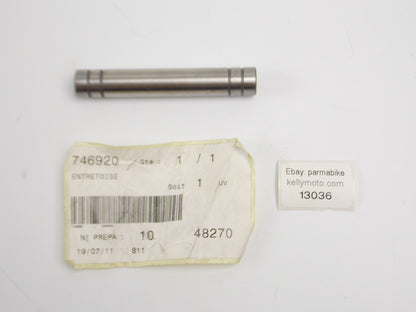 746920 Qte : 1 / 1
ENTRETOISE
Soit 1 UV
N( PREPA : 10 48270
19/07/11 811
Ebay: parmabike
kellymoto.com
13036